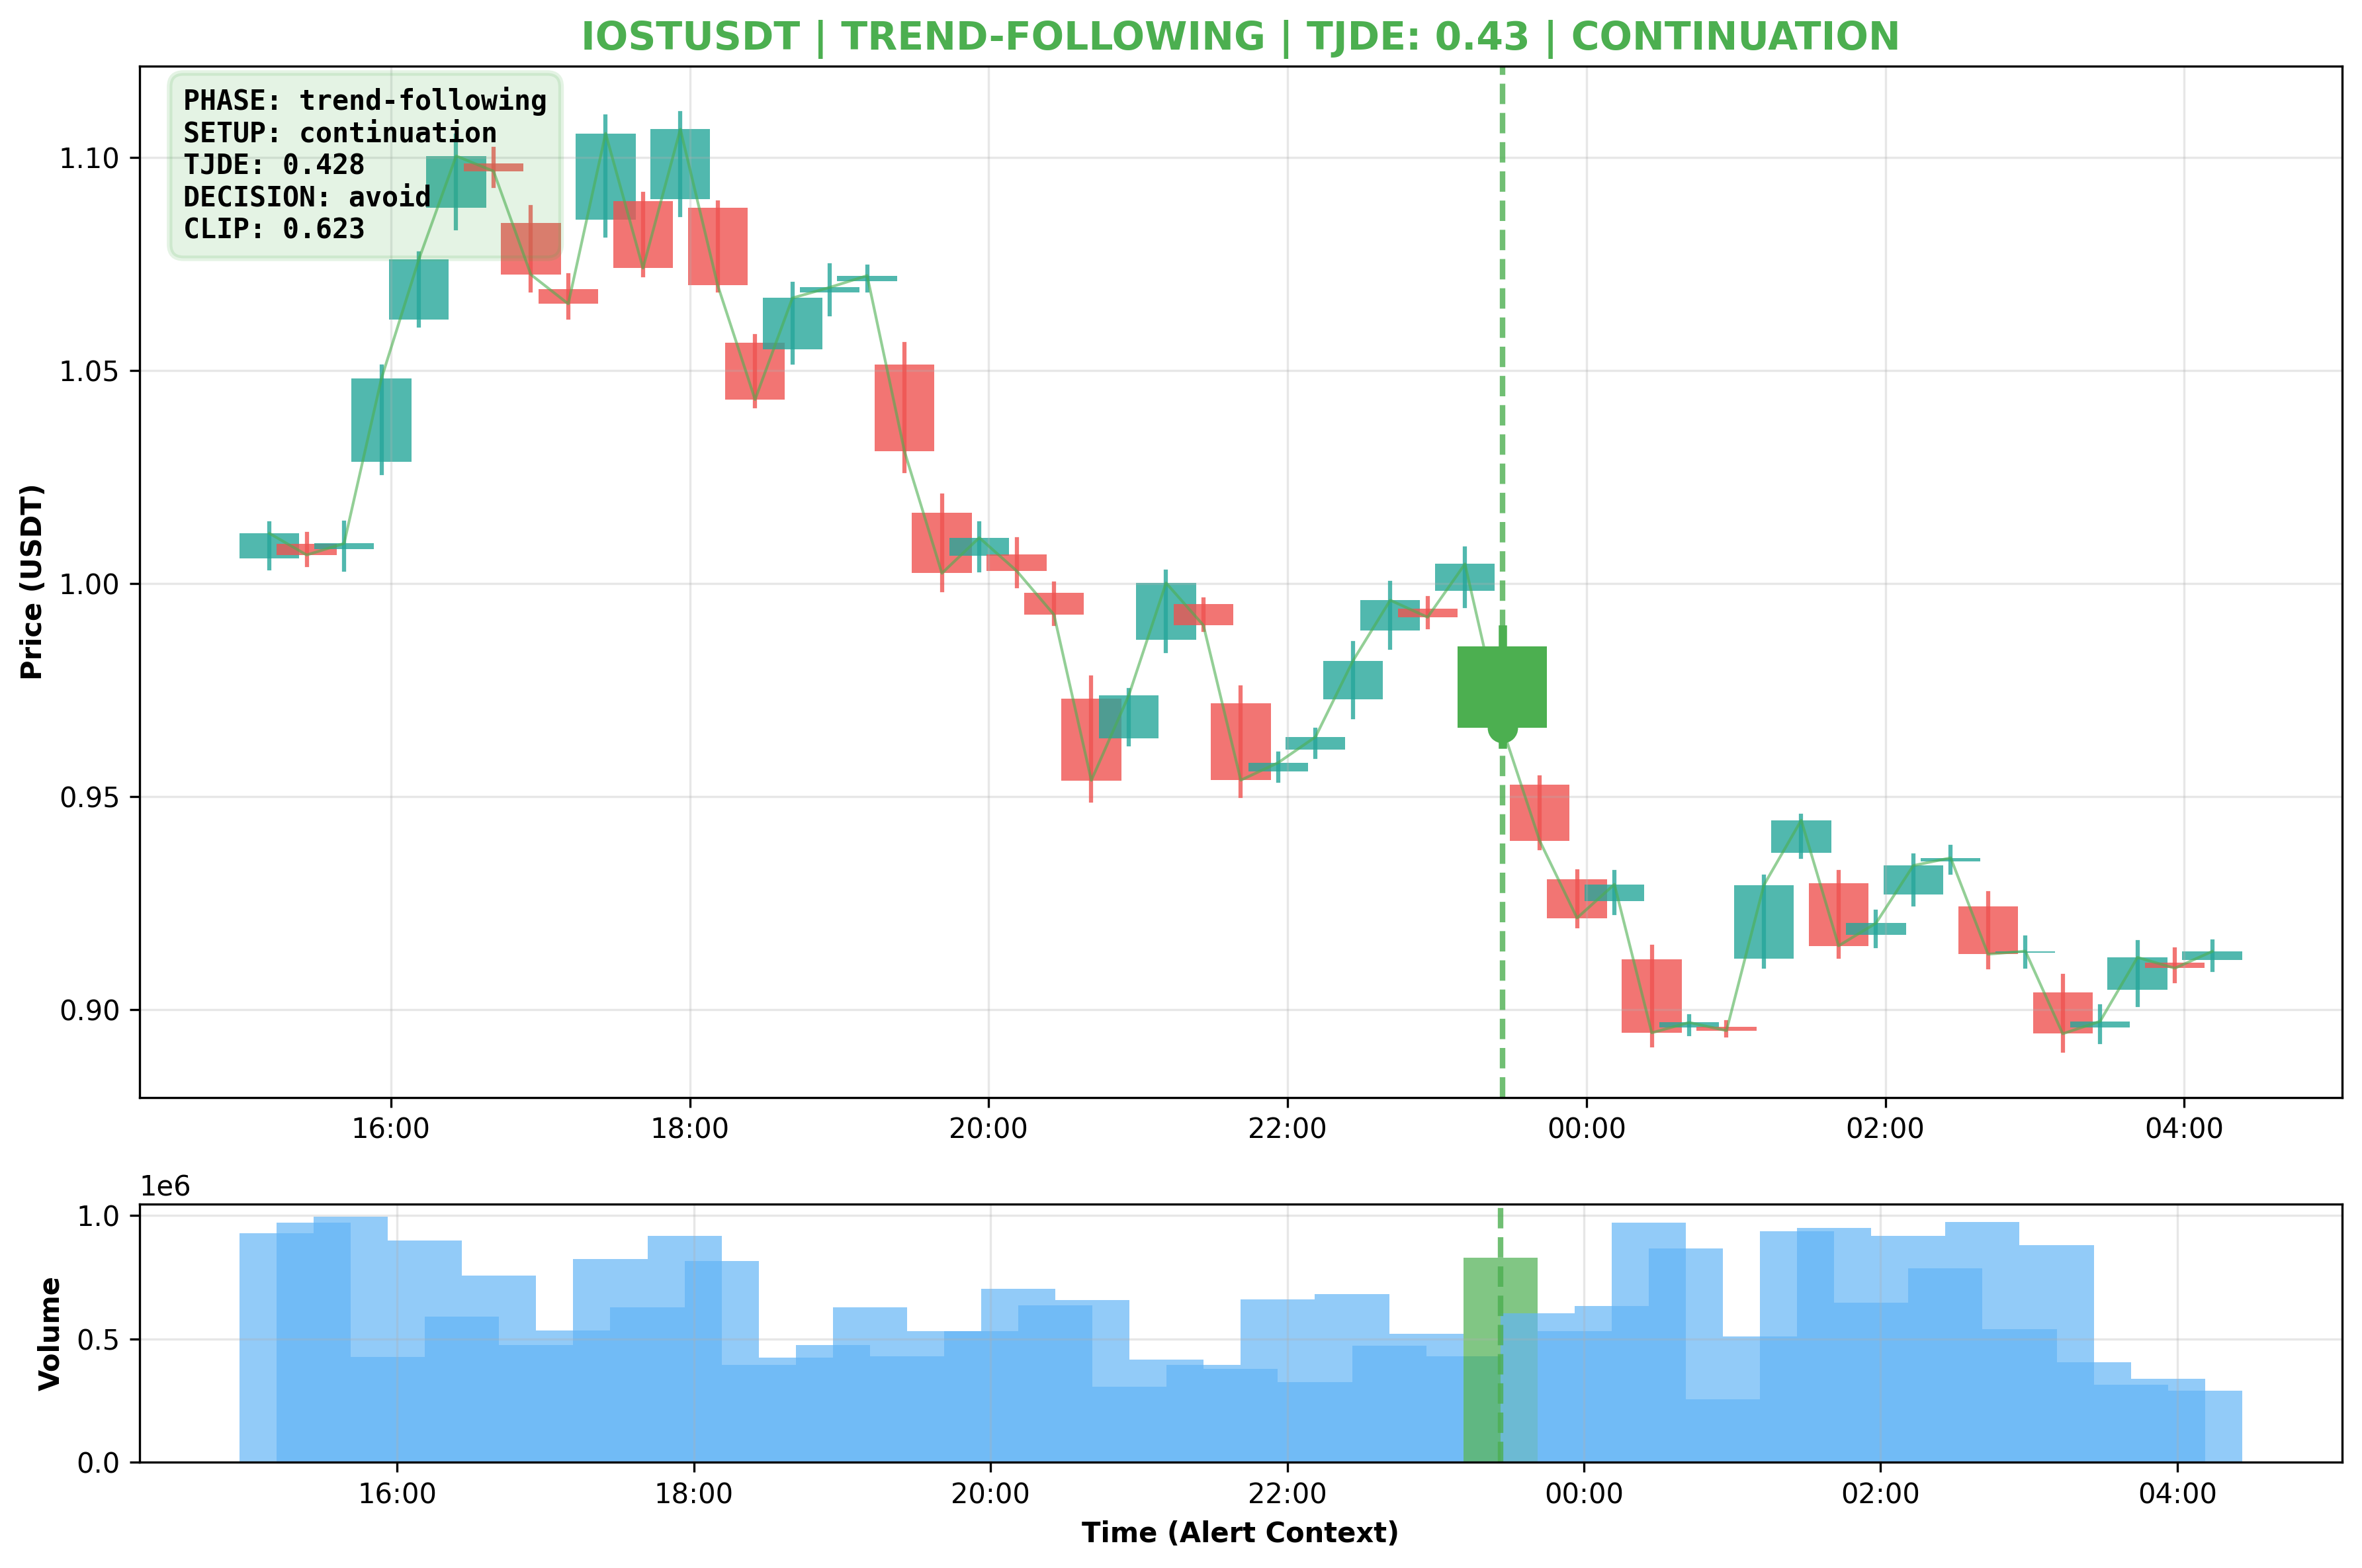 IOSTUSDT | TREND-FOLLOWING | TJDE: 0.43 | CONTINUATION
PHASE: trend-following
SETUP: continuation
TJDE: 0.428
DECISION: avoid
CLIP: 0.623
Price (USDT)
1.10
1.05
1.00
0.95
0.90
16:00 18:00 20:00 22:00 00:00 02:00 04:00
1e6
Volume
1.0
0.5
0.0
16:00 18:00 20:00 22:00 00:00 02:00 04:00
Time (Alert Context)